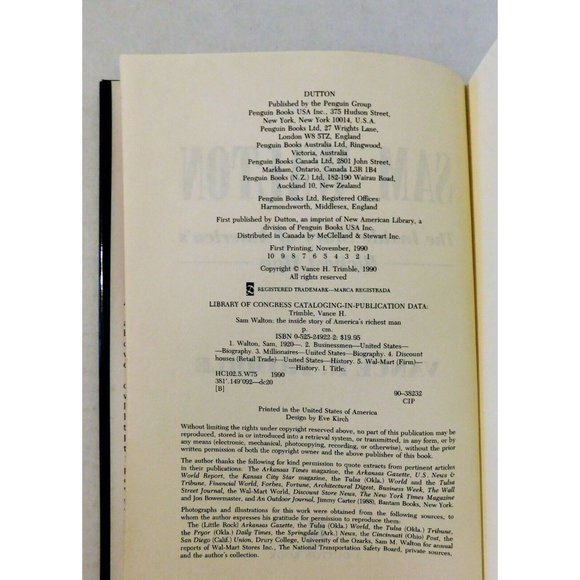 DUTTON
Published by the Penguin Group
Penguin Books USA Inc., 375 Hudson Street,
New York, New York 10014, U.S.A.
Penguin Books Ltd, 27 Wrights Lane,
London W8 5TZ, England
Penguin Books Australia Ltd, Ringwood,
Victoria, Australia
Penguin Books Canada Ltd, 2801 John Street,
Markham, Ontario, Canada L3R 1B4
Penguin Books (N.Z.) Ltd, 182-190 Wairau Road,
Auckland 10, New Zealand
Penguin Books Ltd, Registered Offices:
Harmondsworth, Middlesex, England
First published by Dutton, an imprint of New American Library, a
division of Penguin Books USA Inc.
Distributed in Canada by McClelland & Stewart Inc.
First Printing, November, 1990
10 9 8 7 6 5 4 3 2 1
Copyright © Vance H. Trimble, 1990
All rights reserved
REGISTERED TRADEMARK—MARCA REGISTRADA
LIBRARY OF CONGRESS CATALOGING-IN-PUBLICATION DATA:
Trimble, Vance H.
Sam Walton: the inside story of America's richest man
p. cm.
ISBN 0-525-24922-2: $19.95
1. Walton, Sam, 1920–. 2. Businessmen—United States—
—Biography. 3. Millionaires—United States—Biography. 4. Discount
houses (Retail Trade)—United States—History. 5. Wal-Mart (Firm)—
—History. I. Title.
HC102.5.W75 1990
381'.149'092—dc20
[B]
90–38232
CIP
Printed in the United States of America
Design by Eve Kirch
Without limiting the rights under copyright reserved above, no part of this publication may be
reproduced, stored in or introduced into a retrieval system, or transmitted, in any form, or by
any means (electronic, mechanical, photocopying, recording, or otherwise), without the prior
written permission of both the copyright owner and the above publisher of this book.
The author thanks the following for kind permission to quote extracts from pertinent articles
in their publications. The Arkansas Times magazine, the Arkansas Gazette, U.S. News &
World Report, the Kansas City Star magazine, the Tulsa (Okla.) World and the Tulsa
Tribune, Financial World, Forbes, Fortune, Architectural Digest, Business Week, The Wall
Street Journal, the Wal-Mart World, Discount Store News, The New York Times Magazine
and Jon Bowermaster, and An Outdoor Journal, Jimmy Carter (1988), Bantam Books, New York.
Photographs and illustrations for this work were obtained from the following sources, to
whom the author expresses his gratitude for permission to reproduce them:
The (Little Rock) Arkansas Gazette, the Tulsa (Okla.) World, the Tulsa (Okla.) Tribune,
the Pryor (Okla.) Daily Times, the Springdale (Ark.) News, the Cincinnati (Ohio) Post, the
San Diego (Calif.) Union, Drury College, University of the Ozarks, Sam M. Walton for annual
reports of Wal-Mart Stores Inc., The National Transportation Safety Board, private sources,
and the author's collection.